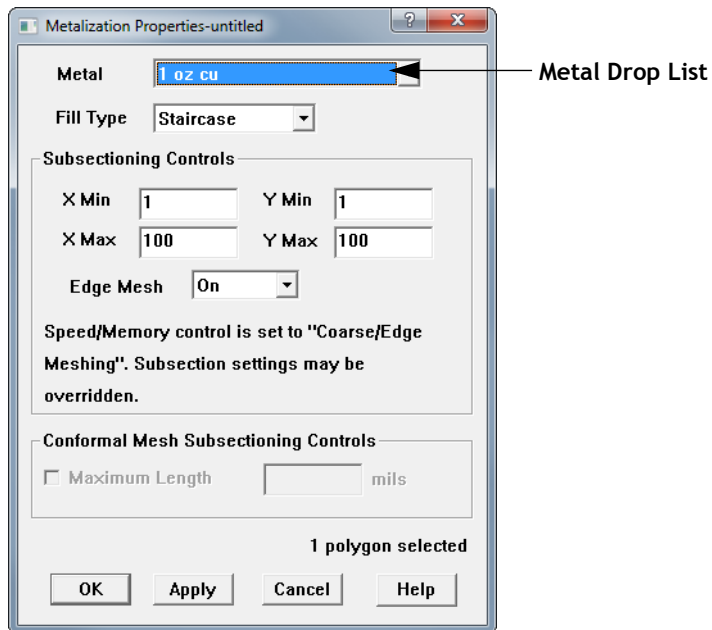 Metalization Properties-untitled
?
X
Metal 1 oz cu
Metal Drop List
Fill Type Staircase
Subsectioning Controls
X Min 1 Y Min 1
X Max 100 Y Max 100
Edge Mesh On
Speed/Memory control is set to "Coarse/Edge
Meshing". Subsection settings may be
overridden.
Conformal Mesh Subsectioning Controls
Maximum Length mils
1 polygon selected
OK Apply Cancel Help